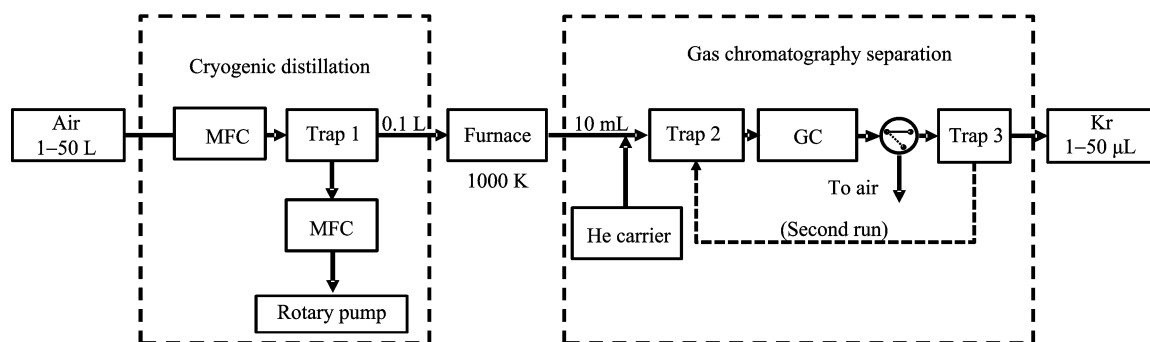 Cryogenic distillation
Gas chromatography separation
Air
1−50 L
MFC
Trap 1
0.1 L
Furnace
1000 K
10 mL
Trap 2
GC
Trap 3
Kr
1−50 μL
To air
MFC
He carrier
(Second run)
Rotary pump